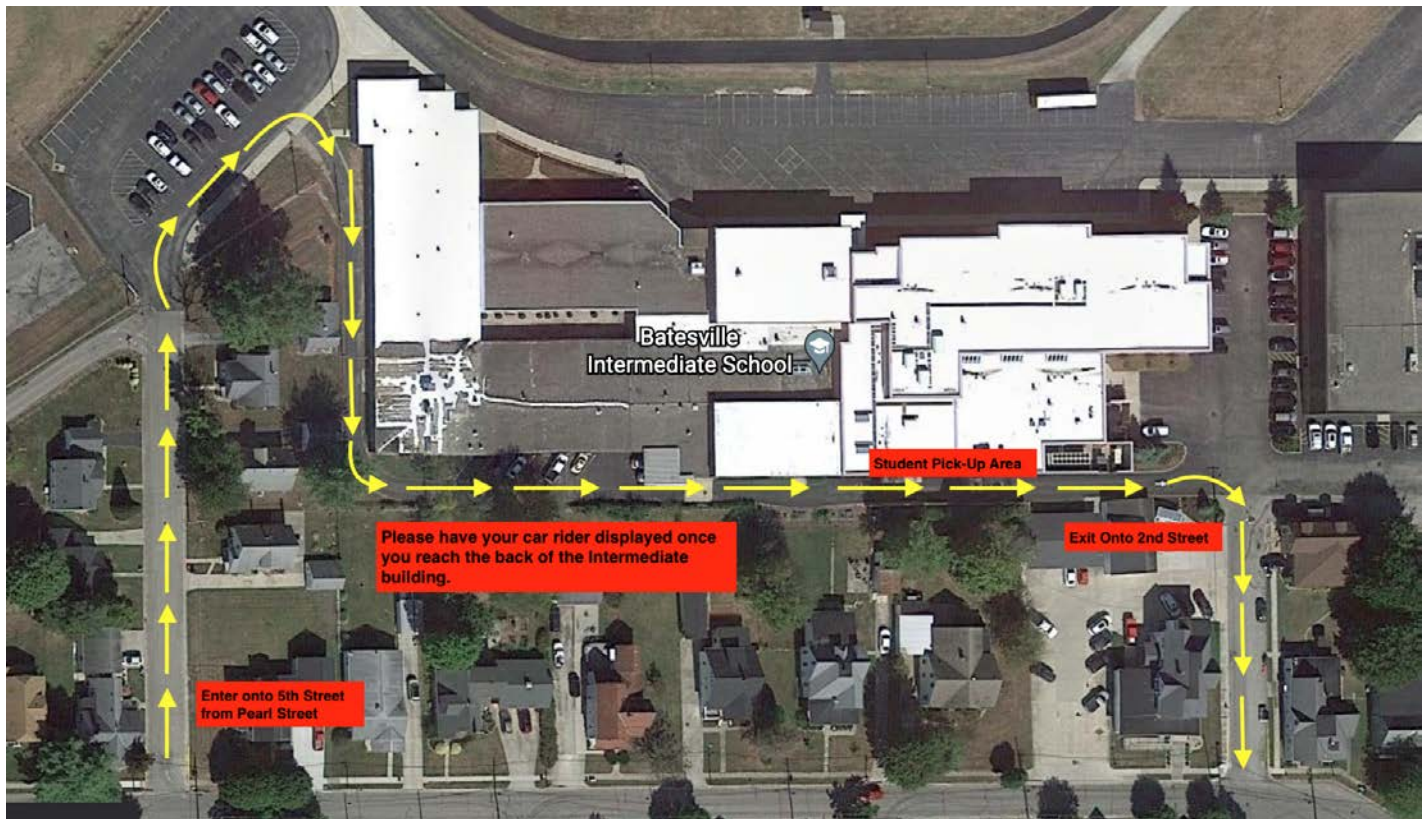 Batesville
Intermediate School
Student Pick-Up Area
Please have your car rider displayed once
you reach the back of the Intermediate
building.
Exit Onto 2nd Street
Enter onto 5th Street
from Pearl Street